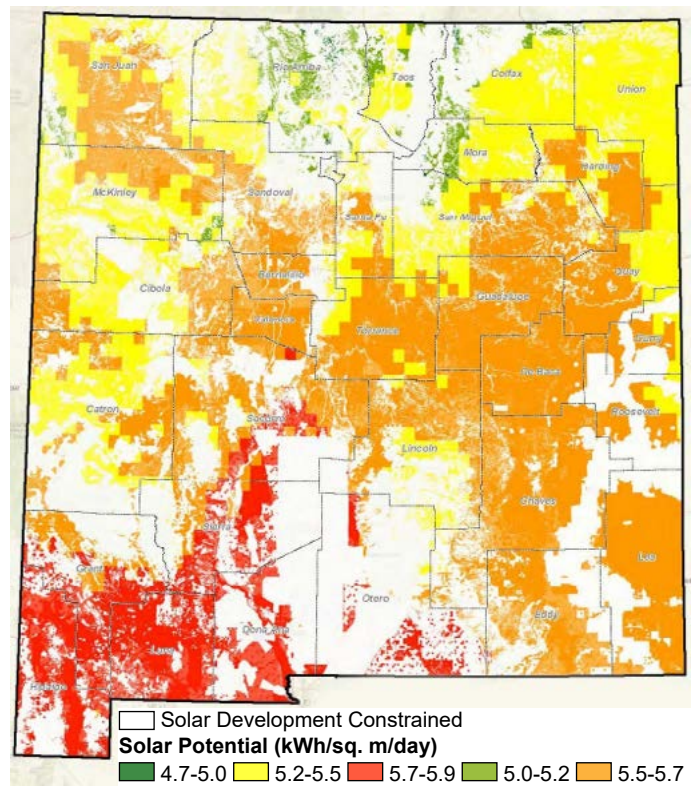 San Juan
Rio Arriba
Taos
Colfax
Union
Mora
Harding
McKinley
Sandoval
Santa Fe
San Miguel
Quay
Cibola
Bernalillo
Guadalupe
Valencia
Torrance
Curry
De Baca
Catron
Socorro
Roosevelt
Lincoln
Chaves
Sierra
Grant
Lea
Otero
Eddy
Luna
Dona Ana
Hidalgo
Solar Development Constrained
Solar Potential (kWh/sq. m/day)
4.7-5.0 5.2-5.5 5.7-5.9 5.0-5.2 5.5-5.7